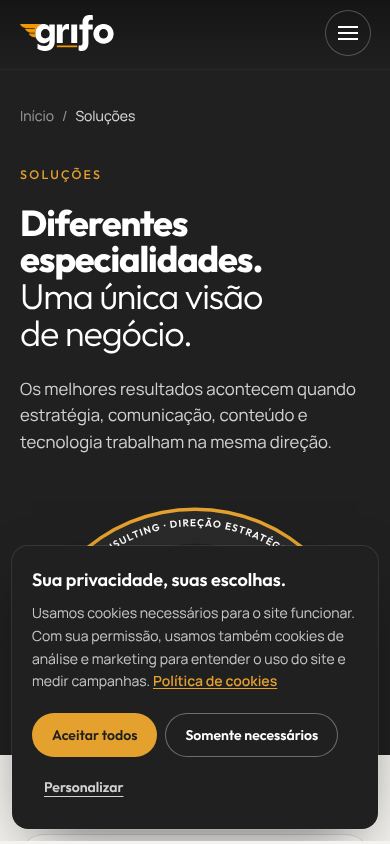 grifo
Início / Soluções
SOLUÇÕES
Diferentes
especialidades.
Uma única visão
de negócio.
Os melhores resultados acontecem quando
estratégia, comunicação, conteúdo e
tecnologia trabalham na mesma direção.
· DIREÇÃO
Sua privacidade, suas escolhas.
Usamos cookies necessários para o site funcionar.
Com sua permissão, usamos também cookies de
análise e marketing para entender o uso do site e
medir campanhas. Política de cookies
Aceitar todos
Somente necessários
Personalizar